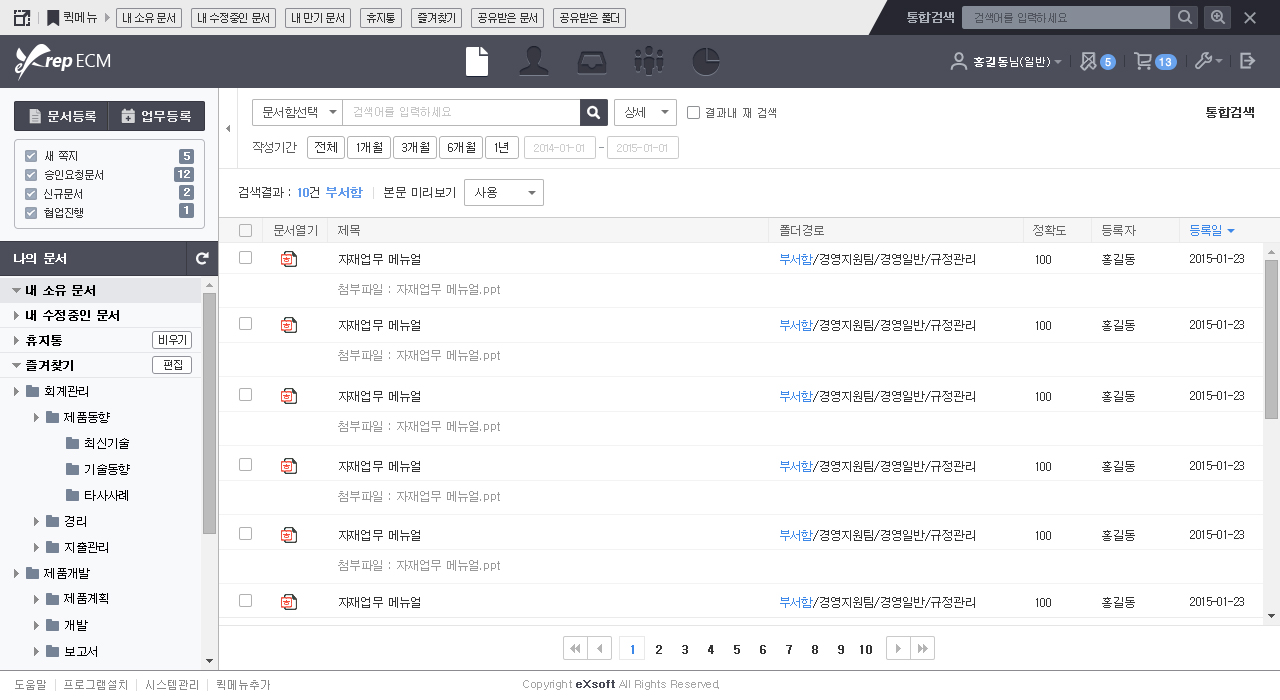 퀵메뉴 내 소유 문서 내 수정중인 문서 내 만기 문서 휴지통 즐겨찾기 공유받은 문서 공유받은 폴더 통합검색 검색어를 입력하세요
eXrep ECM 홍길동님(일반) 5 13
문서등록 업무등록
새 쪽지 5
승인요청문서 12
신규문서 2
협업진행 1
나의 문서
내 소유 문서
내 수정중인 문서
휴지통 비우기
즐겨찾기 편집
회계관리
제품동향
최신기술
기술동향
타사사례
경리
지출관리
제품개발
제품계획
개발
보고서
문서함선택 검색어를 입력하세요 상세 결과내 재 검색 통합검색
작성기간 전체 1개월 3개월 6개월 1년 2014-01-01 - 2015-01-01
검색결과 : 10건 부서함 본문 미리보기 사용
문서열기 제목 폴더경로 정확도 등록자 등록일
자재업무 메뉴얼 부서함/경영지원팀/경영일반/규정관리 100 홍길동 2015-01-23
첨부파일 : 자재업무 메뉴얼.ppt
자재업무 메뉴얼 부서함/경영지원팀/경영일반/규정관리 100 홍길동 2015-01-23
첨부파일 : 자재업무 메뉴얼.ppt
자재업무 메뉴얼 부서함/경영지원팀/경영일반/규정관리 100 홍길동 2015-01-23
첨부파일 : 자재업무 메뉴얼.ppt
자재업무 메뉴얼 부서함/경영지원팀/경영일반/규정관리 100 홍길동 2015-01-23
첨부파일 : 자재업무 메뉴얼.ppt
자재업무 메뉴얼 부서함/경영지원팀/경영일반/규정관리 100 홍길동 2015-01-23
첨부파일 : 자재업무 메뉴얼.ppt
자재업무 메뉴얼 부서함/경영지원팀/경영일반/규정관리 100 홍길동 2015-01-23
1 2 3 4 5 6 7 8 9 10
도움말 프로그램설치 시스템관리 퀵메뉴추가 Copyright eXsoft All Rights Reserved.